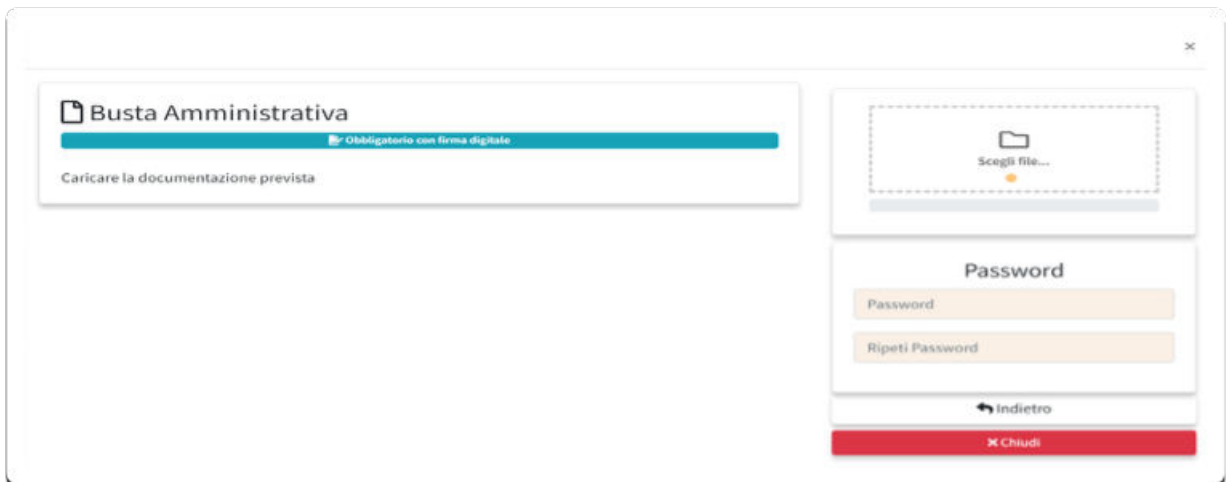 ×
Busta Amministrativa
Obbligatorio con firma digitale
Caricare la documentazione prevista
Scegli file...
Password
Password
Ripeti Password
Indietro
× Chiudi